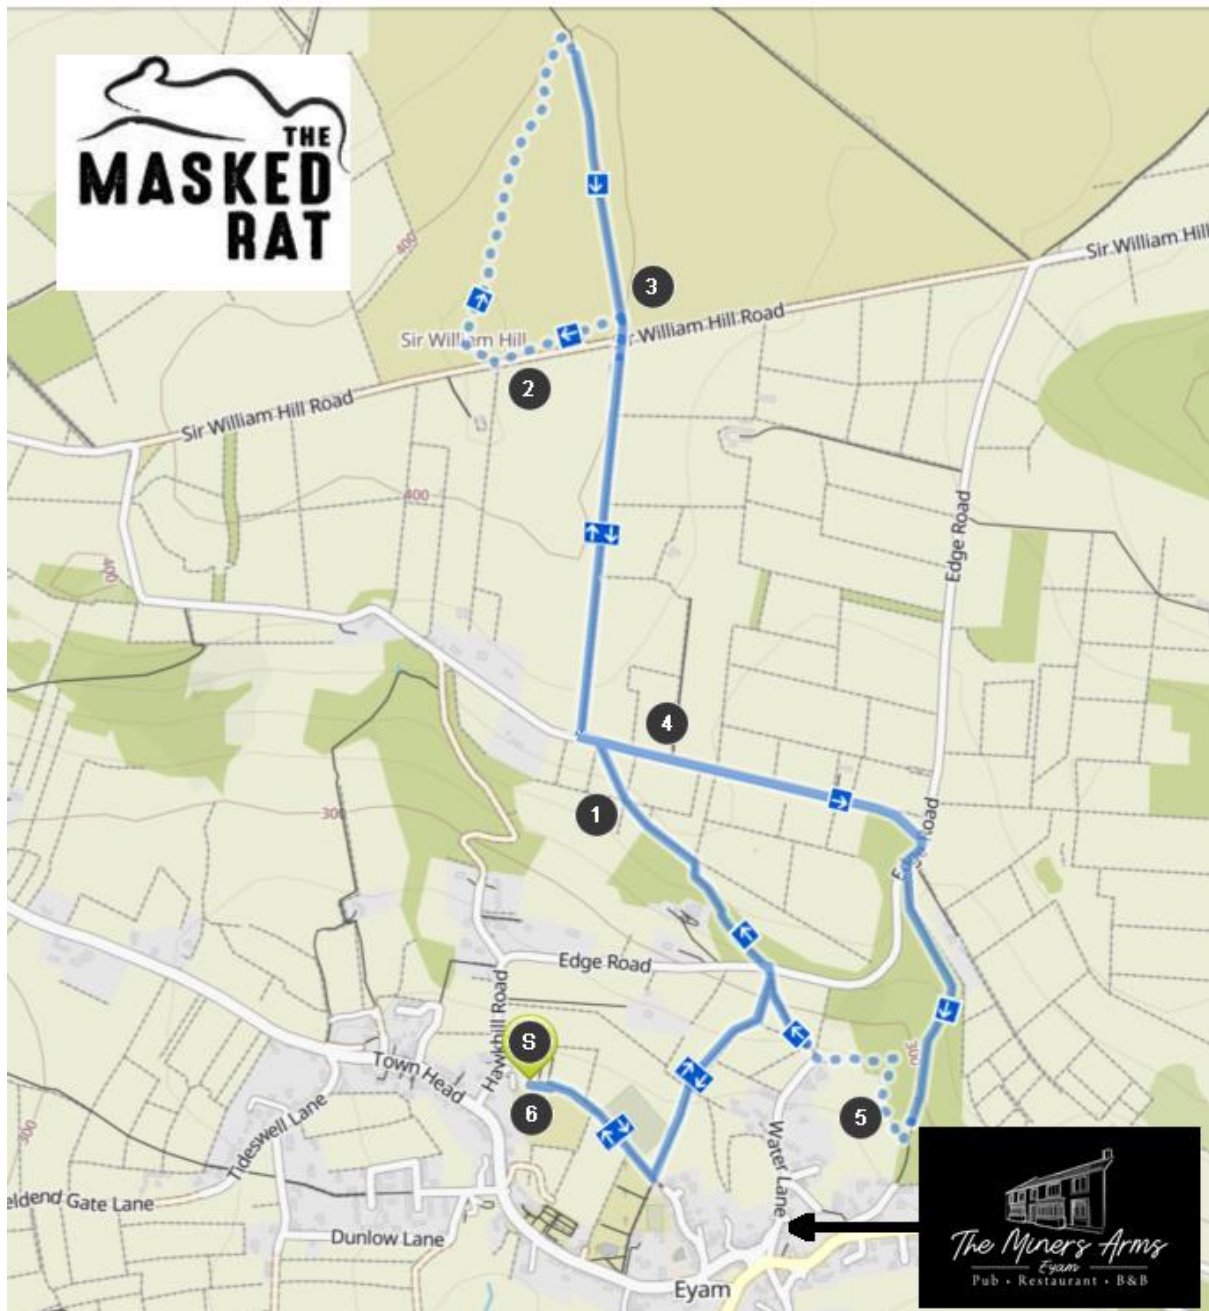 THE
MASKED
RAT
400
Sir William Hill
3
Sir William Hill Road
Sir William Hill
2
Sir William Hill Road
400
400
Edge Road
4
300
1
Edge Road
Edge Road
Hawkhill Road
S
300
Town Head
6
5
300
Tideswell Lane
Water Lane
eldend Gate Lane
Dunlow Lane
Eyam
The Miners Arms
Eyam
Pub • Restaurant • B&B